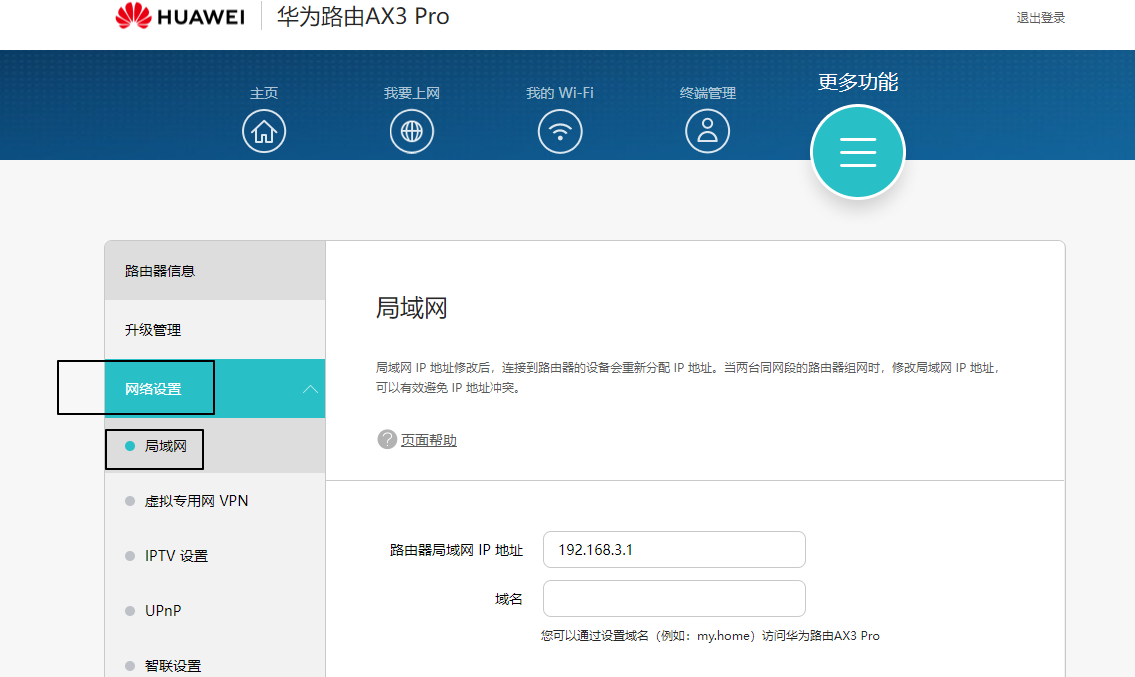 HUAWEI 华为路由AX3 Pro 退出登录
主页 我要上网 我的 Wi-Fi 终端管理 更多功能
路由器信息
升级管理
网络设置
局域网
虚拟专用网 VPN
IPTV 设置
UPnP
智联设置
局域网
局域网 IP 地址修改后，连接到路由器的设备会重新分配 IP 地址。当两台同网段的路由器组网时，修改局域网 IP 地址，
可以有效避免 IP 地址冲突。
? 页面帮助
路由器局域网 IP 地址 192.168.3.1
域名
您可以通过设置域名（例如：my.home）访问华为路由AX3 Pro